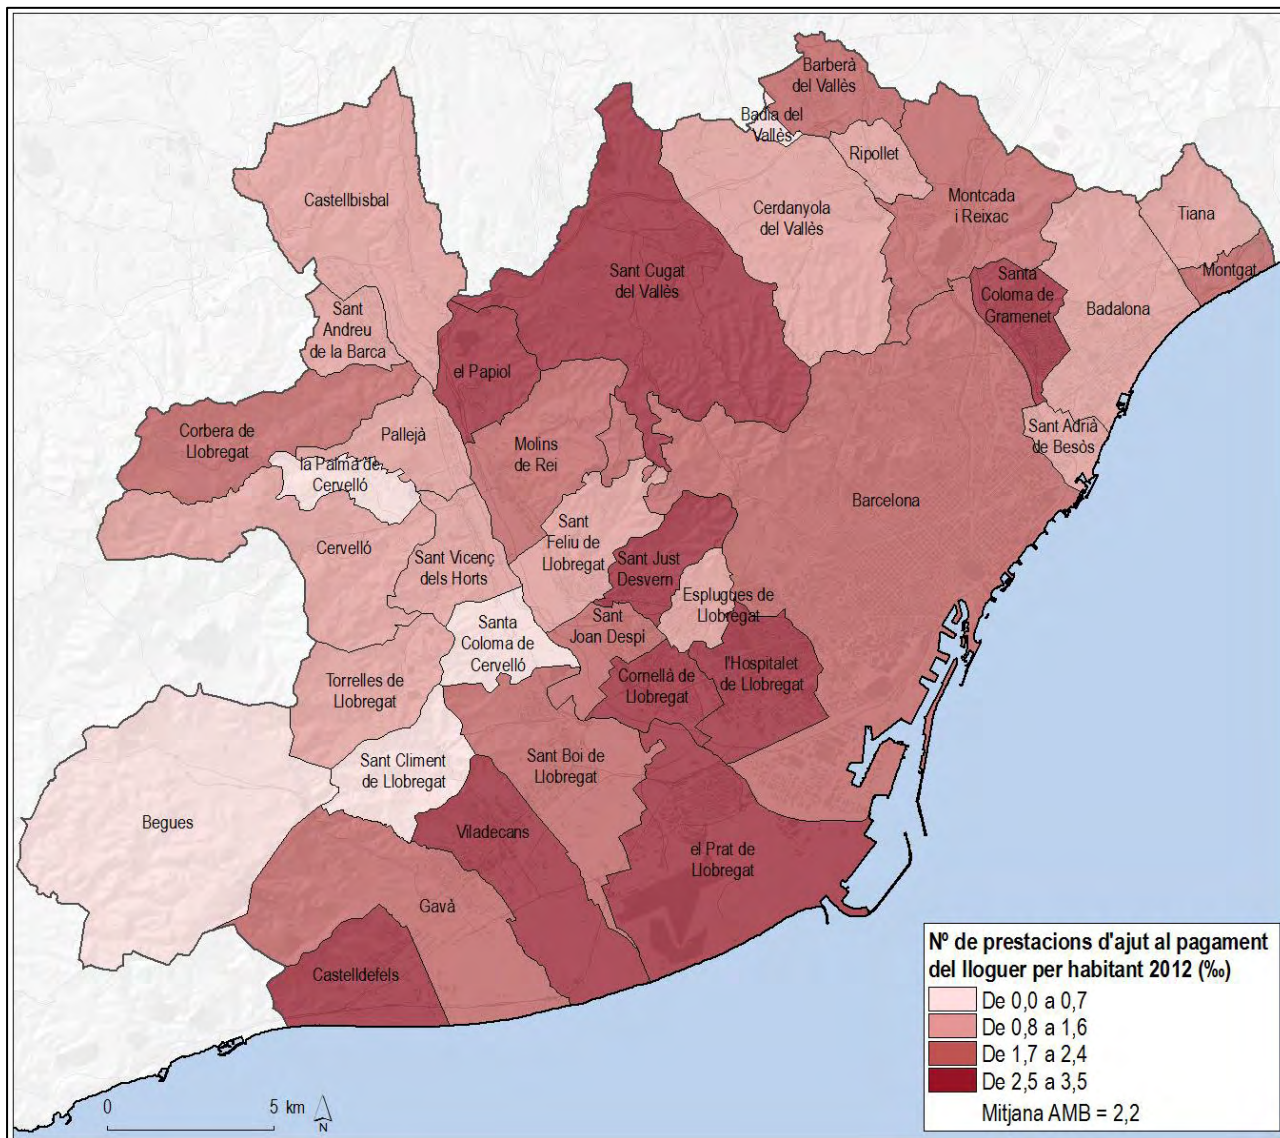 Barberà
del Vallès
Badia del
Vallès
Ripollet
Castellbisbal
Montcada
i Reixac
Cerdanyola
del Vallès
Tiana
Montgat
Sant Cugat
del Vallès
Santa
Coloma de
Gramenet
Badalona
Sant
Andreu
de la Barca
el Papiol
Corbera de
Llobregat
Pallejà
Molins
de Rei
Sant Adrià
de Besòs
la Palma de
Cervelló
Barcelona
Cervelló
Sant Vicenç
dels Horts
Sant
Feliu de
Llobregat
Sant Just
Desvern
Esplugues de
Llobregat
Santa
Coloma de
Cervelló
Sant
Joan Despí
Torrelles de
Llobregat
Cornellà de
Llobregat
l'Hospitalet
de Llobregat
Sant Climent
de Llobregat
Sant Boi de
Llobregat
Begues
Viladecans
el Prat de
Llobregat
Gavà
Castelldefels
Nº de prestacions d'ajut al pagament
del lloguer per habitant 2012 (‰)
De 0,0 a 0,7
De 0,8 a 1,6
De 1,7 a 2,4
De 2,5 a 3,5
Mitjana AMB = 2,2
0 5 km
N